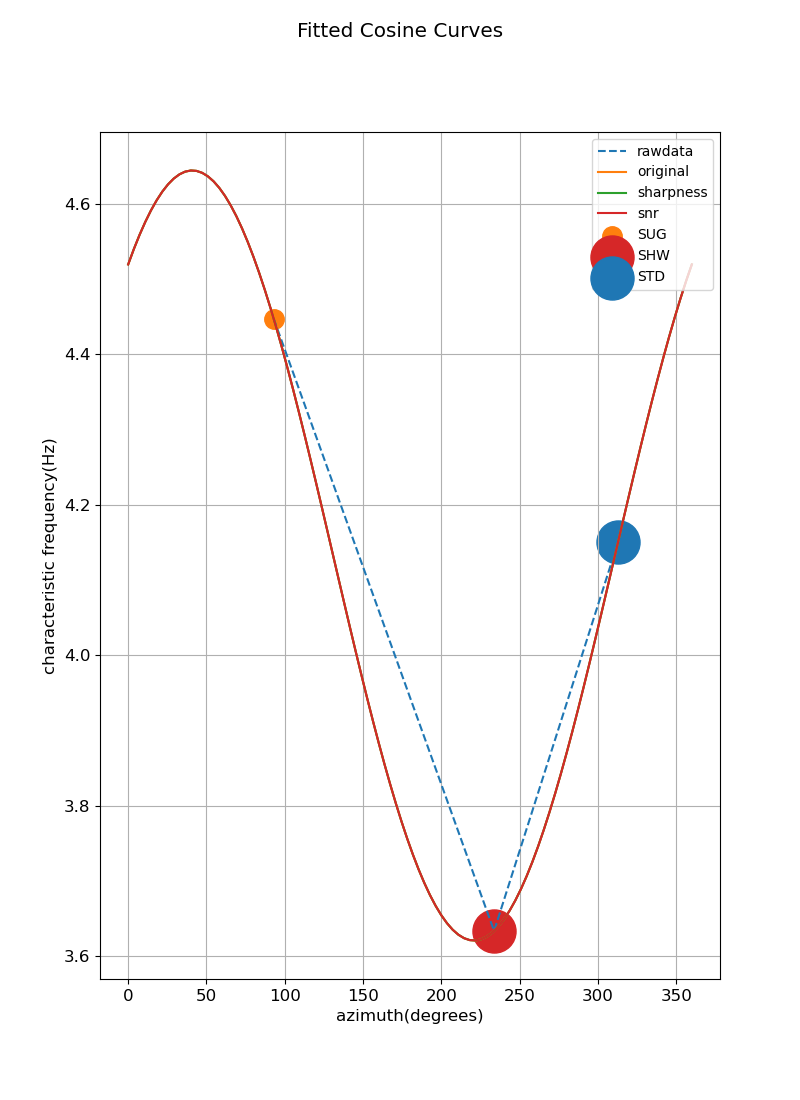 Fitted Cosine Curves
rawdata
original
sharpness
snr
SUG
SHW
STD
4.6
4.4
4.2
4.0
3.8
3.6
characteristic frequency(Hz)
0 50 100 150 200 250 300 350
azimuth(degrees)